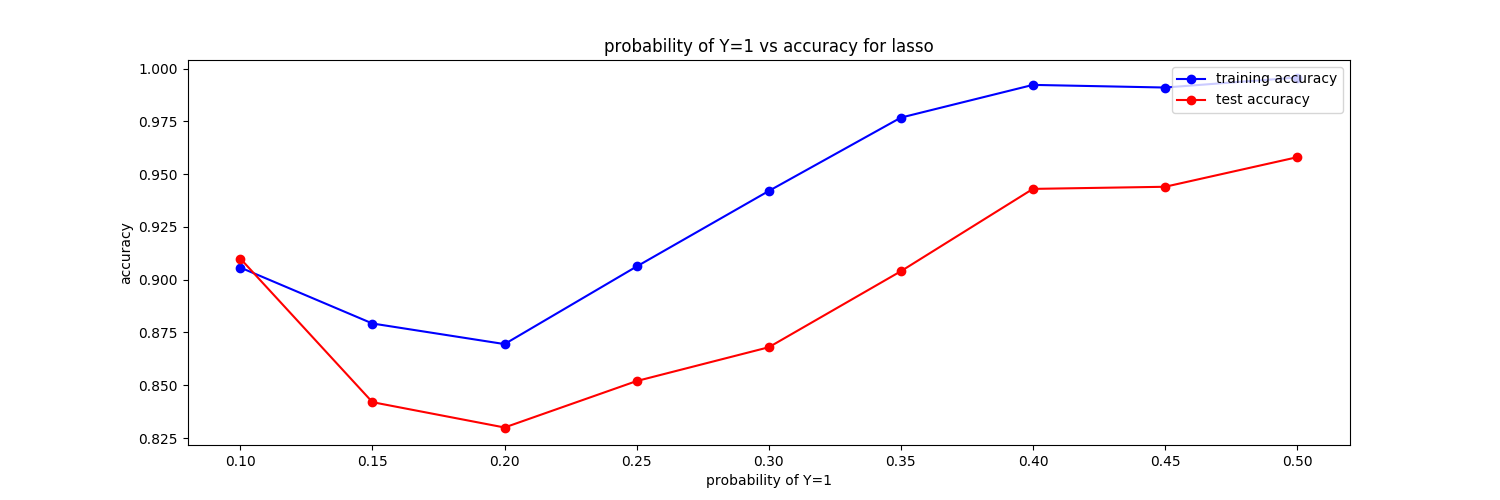 probability of Y=1 vs accuracy for lasso
1.000
0.975
0.950
0.925
0.900
0.875
0.850
0.825
accuracy
training accuracy
test accuracy
0.10 0.15 0.20 0.25 0.30 0.35 0.40 0.45 0.50
probability of Y=1